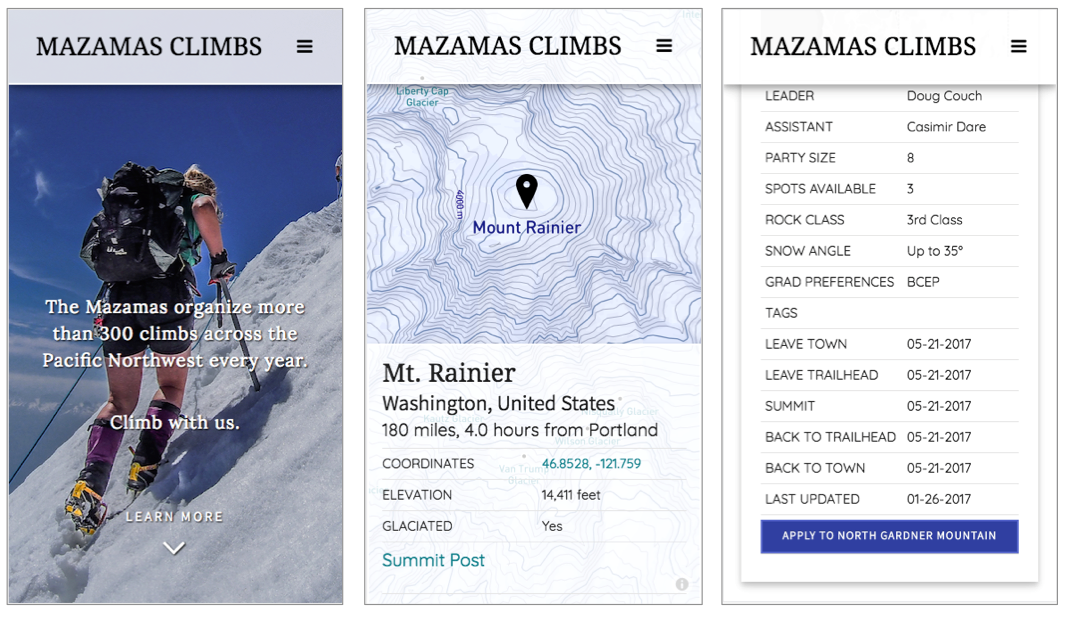 MAZAMAS CLIMBS
The Mazamas organize more
than 300 climbs across the
Pacific Northwest every year.
Climb with us.
LEARN MORE
MAZAMAS CLIMBS
Liberty Cap
Glacier
4000 m
Mount Rainier
Mt. Rainier
Washington, United States
180 miles, 4.0 hours from Portland
Wilson Glacier
COORDINATES 46.8528, -121.759
Van Trump
Glacier
ELEVATION 14,411 feet
GLACIATED Yes
Summit Post
MAZAMAS CLIMBS
LEADER Doug Couch
ASSISTANT Casimir Dare
PARTY SIZE 8
SPOTS AVAILABLE 3
ROCK CLASS 3rd Class
SNOW ANGLE Up to 35°
GRAD PREFERENCES BCEP
TAGS
LEAVE TOWN 05-21-2017
LEAVE TRAILHEAD 05-21-2017
SUMMIT 05-21-2017
BACK TO TRAILHEAD 05-21-2017
BACK TO TOWN 05-21-2017
LAST UPDATED 01-26-2017
APPLY TO NORTH GARDNER MOUNTAIN